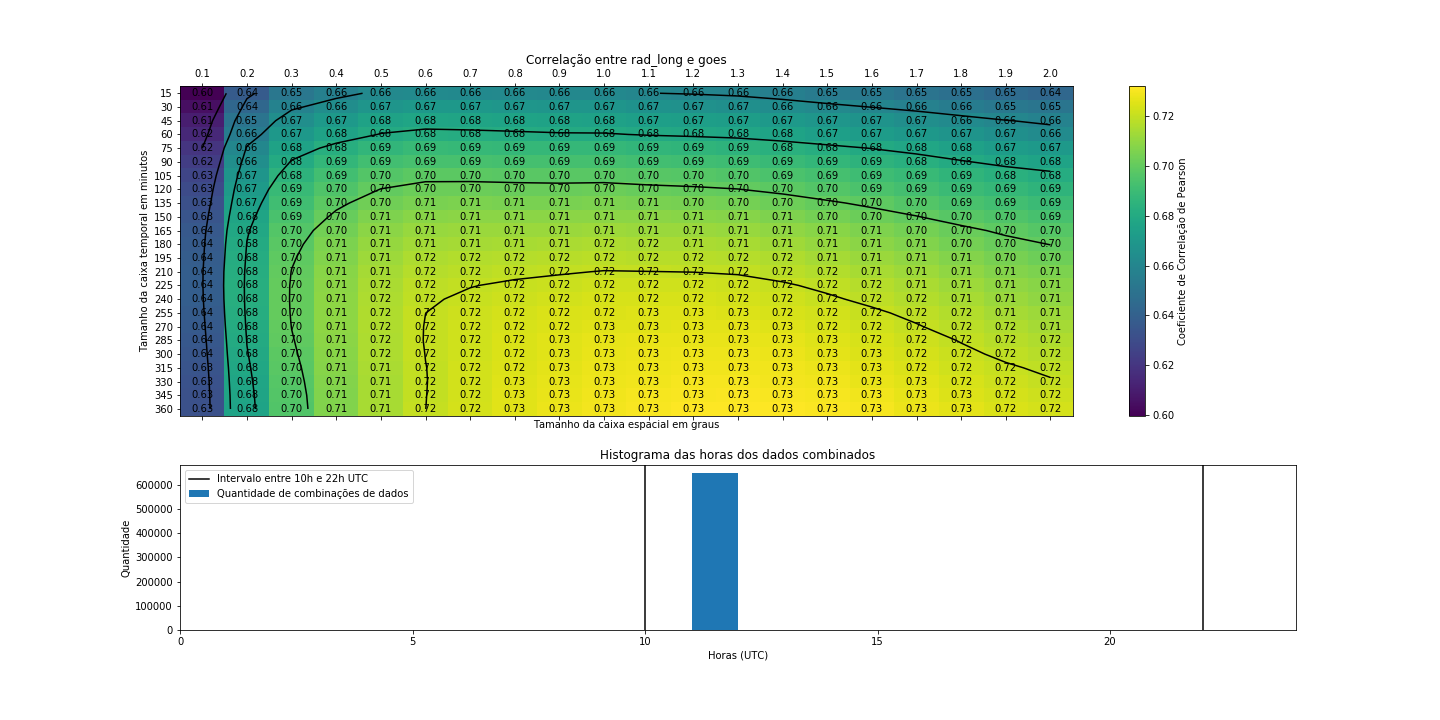 Correlação entre rad_long e goes
0.1 0.2 0.3 0.4 0.5 0.6 0.7 0.8 0.9 1.0 1.1 1.2 1.3 1.4 1.5 1.6 1.7 1.8 1.9 2.0
15 0.60 0.64 0.65 0.66 0.66 0.66 0.66 0.66 0.66 0.66 0.66 0.66 0.66 0.66 0.66 0.65 0.65 0.65 0.65 0.64
30 0.61 0.64 0.66 0.67 0.67 0.67 0.67 0.67 0.67 0.67 0.67 0.67 0.67 0.66 0.66 0.66 0.66 0.65 0.65 0.65
45 0.61 0.65 0.67 0.67 0.68 0.68 0.68 0.68 0.68 0.68 0.67 0.67 0.67 0.67 0.67 0.67 0.66 0.66 0.66 0.66
60 0.62 0.66 0.67 0.68 0.68 0.68 0.68 0.68 0.68 0.68 0.68 0.68 0.68 0.68 0.67 0.67 0.67 0.67 0.66 0.66
75 0.62 0.66 0.68 0.68 0.69 0.69 0.69 0.69 0.69 0.69 0.69 0.69 0.68 0.68 0.68 0.68 0.68 0.67 0.67 0.67
90 0.62 0.66 0.68 0.69 0.69 0.69 0.69 0.69 0.69 0.69 0.69 0.69 0.69 0.69 0.69 0.68 0.68 0.68 0.68 0.68
105 0.63 0.67 0.68 0.69 0.70 0.70 0.70 0.70 0.70 0.70 0.70 0.70 0.70 0.69 0.69 0.69 0.69 0.69 0.68 0.68
120 0.63 0.67 0.69 0.70 0.70 0.70 0.70 0.70 0.70 0.70 0.70 0.70 0.70 0.70 0.70 0.69 0.69 0.69 0.69 0.68
135 0.63 0.67 0.69 0.70 0.70 0.71 0.71 0.71 0.71 0.71 0.71 0.70 0.70 0.70 0.70 0.70 0.70 0.69 0.69 0.69
150 0.63 0.68 0.69 0.70 0.71 0.71 0.71 0.71 0.71 0.71 0.71 0.71 0.71 0.70 0.70 0.70 0.70 0.70 0.69 0.69
165 0.64 0.68 0.70 0.70 0.71 0.71 0.71 0.71 0.71 0.71 0.71 0.71 0.71 0.71 0.71 0.70 0.70 0.70 0.70 0.70
180 0.64 0.68 0.70 0.71 0.71 0.71 0.71 0.71 0.71 0.72 0.72 0.71 0.71 0.71 0.71 0.71 0.70 0.70 0.70 0.70
195 0.64 0.68 0.70 0.71 0.71 0.72 0.72 0.72 0.72 0.72 0.72 0.72 0.72 0.72 0.71 0.71 0.71 0.71 0.70 0.70
210 0.64 0.68 0.70 0.71 0.71 0.72 0.72 0.72 0.72 0.72 0.72 0.72 0.72 0.72 0.72 0.71 0.71 0.71 0.71 0.71
225 0.64 0.68 0.70 0.71 0.72 0.72 0.72 0.72 0.72 0.72 0.72 0.72 0.72 0.72 0.72 0.72 0.71 0.71 0.71 0.71
240 0.64 0.68 0.70 0.71 0.72 0.72 0.72 0.72 0.72 0.72 0.72 0.72 0.72 0.72 0.72 0.72 0.72 0.71 0.71 0.71
255 0.64 0.68 0.70 0.71 0.72 0.72 0.72 0.72 0.72 0.73 0.73 0.73 0.73 0.72 0.72 0.72 0.72 0.72 0.71 0.71
270 0.64 0.68 0.70 0.71 0.72 0.72 0.72 0.72 0.72 0.73 0.73 0.73 0.73 0.73 0.72 0.72 0.72 0.72 0.72 0.71
285 0.64 0.68 0.70 0.71 0.72 0.72 0.72 0.72 0.73 0.73 0.73 0.73 0.73 0.73 0.73 0.72 0.72 0.72 0.72 0.72
300 0.64 0.68 0.70 0.71 0.72 0.72 0.72 0.72 0.73 0.73 0.73 0.73 0.73 0.73 0.73 0.73 0.72 0.72 0.72 0.72
315 0.63 0.68 0.70 0.71 0.71 0.72 0.72 0.73 0.73 0.73 0.73 0.73 0.73 0.73 0.73 0.73 0.72 0.72 0.72 0.72
330 0.63 0.68 0.70 0.71 0.71 0.72 0.72 0.73 0.73 0.73 0.73 0.73 0.73 0.73 0.73 0.73 0.73 0.72 0.72 0.72
345 0.63 0.68 0.70 0.71 0.71 0.72 0.72 0.73 0.73 0.73 0.73 0.73 0.73 0.73 0.73 0.73 0.73 0.73 0.72 0.72
360 0.63 0.68 0.70 0.71 0.71 0.72 0.72 0.73 0.73 0.73 0.73 0.73 0.73 0.73 0.73 0.73 0.73 0.73 0.72 0.72
Tamanho da caixa temporal em minutos
Tamanho da caixa espacial em graus
0.72
0.70
0.68
0.66
0.64
0.62
0.60
Coeficiente de Correlação de Pearson
Histograma das horas dos dados combinados
Intervalo entre 10h e 22h UTC
Quantidade de combinações de dados
600000
500000
400000
300000
200000
100000
0
Quantidade
0 5 10 15 20
Horas (UTC)